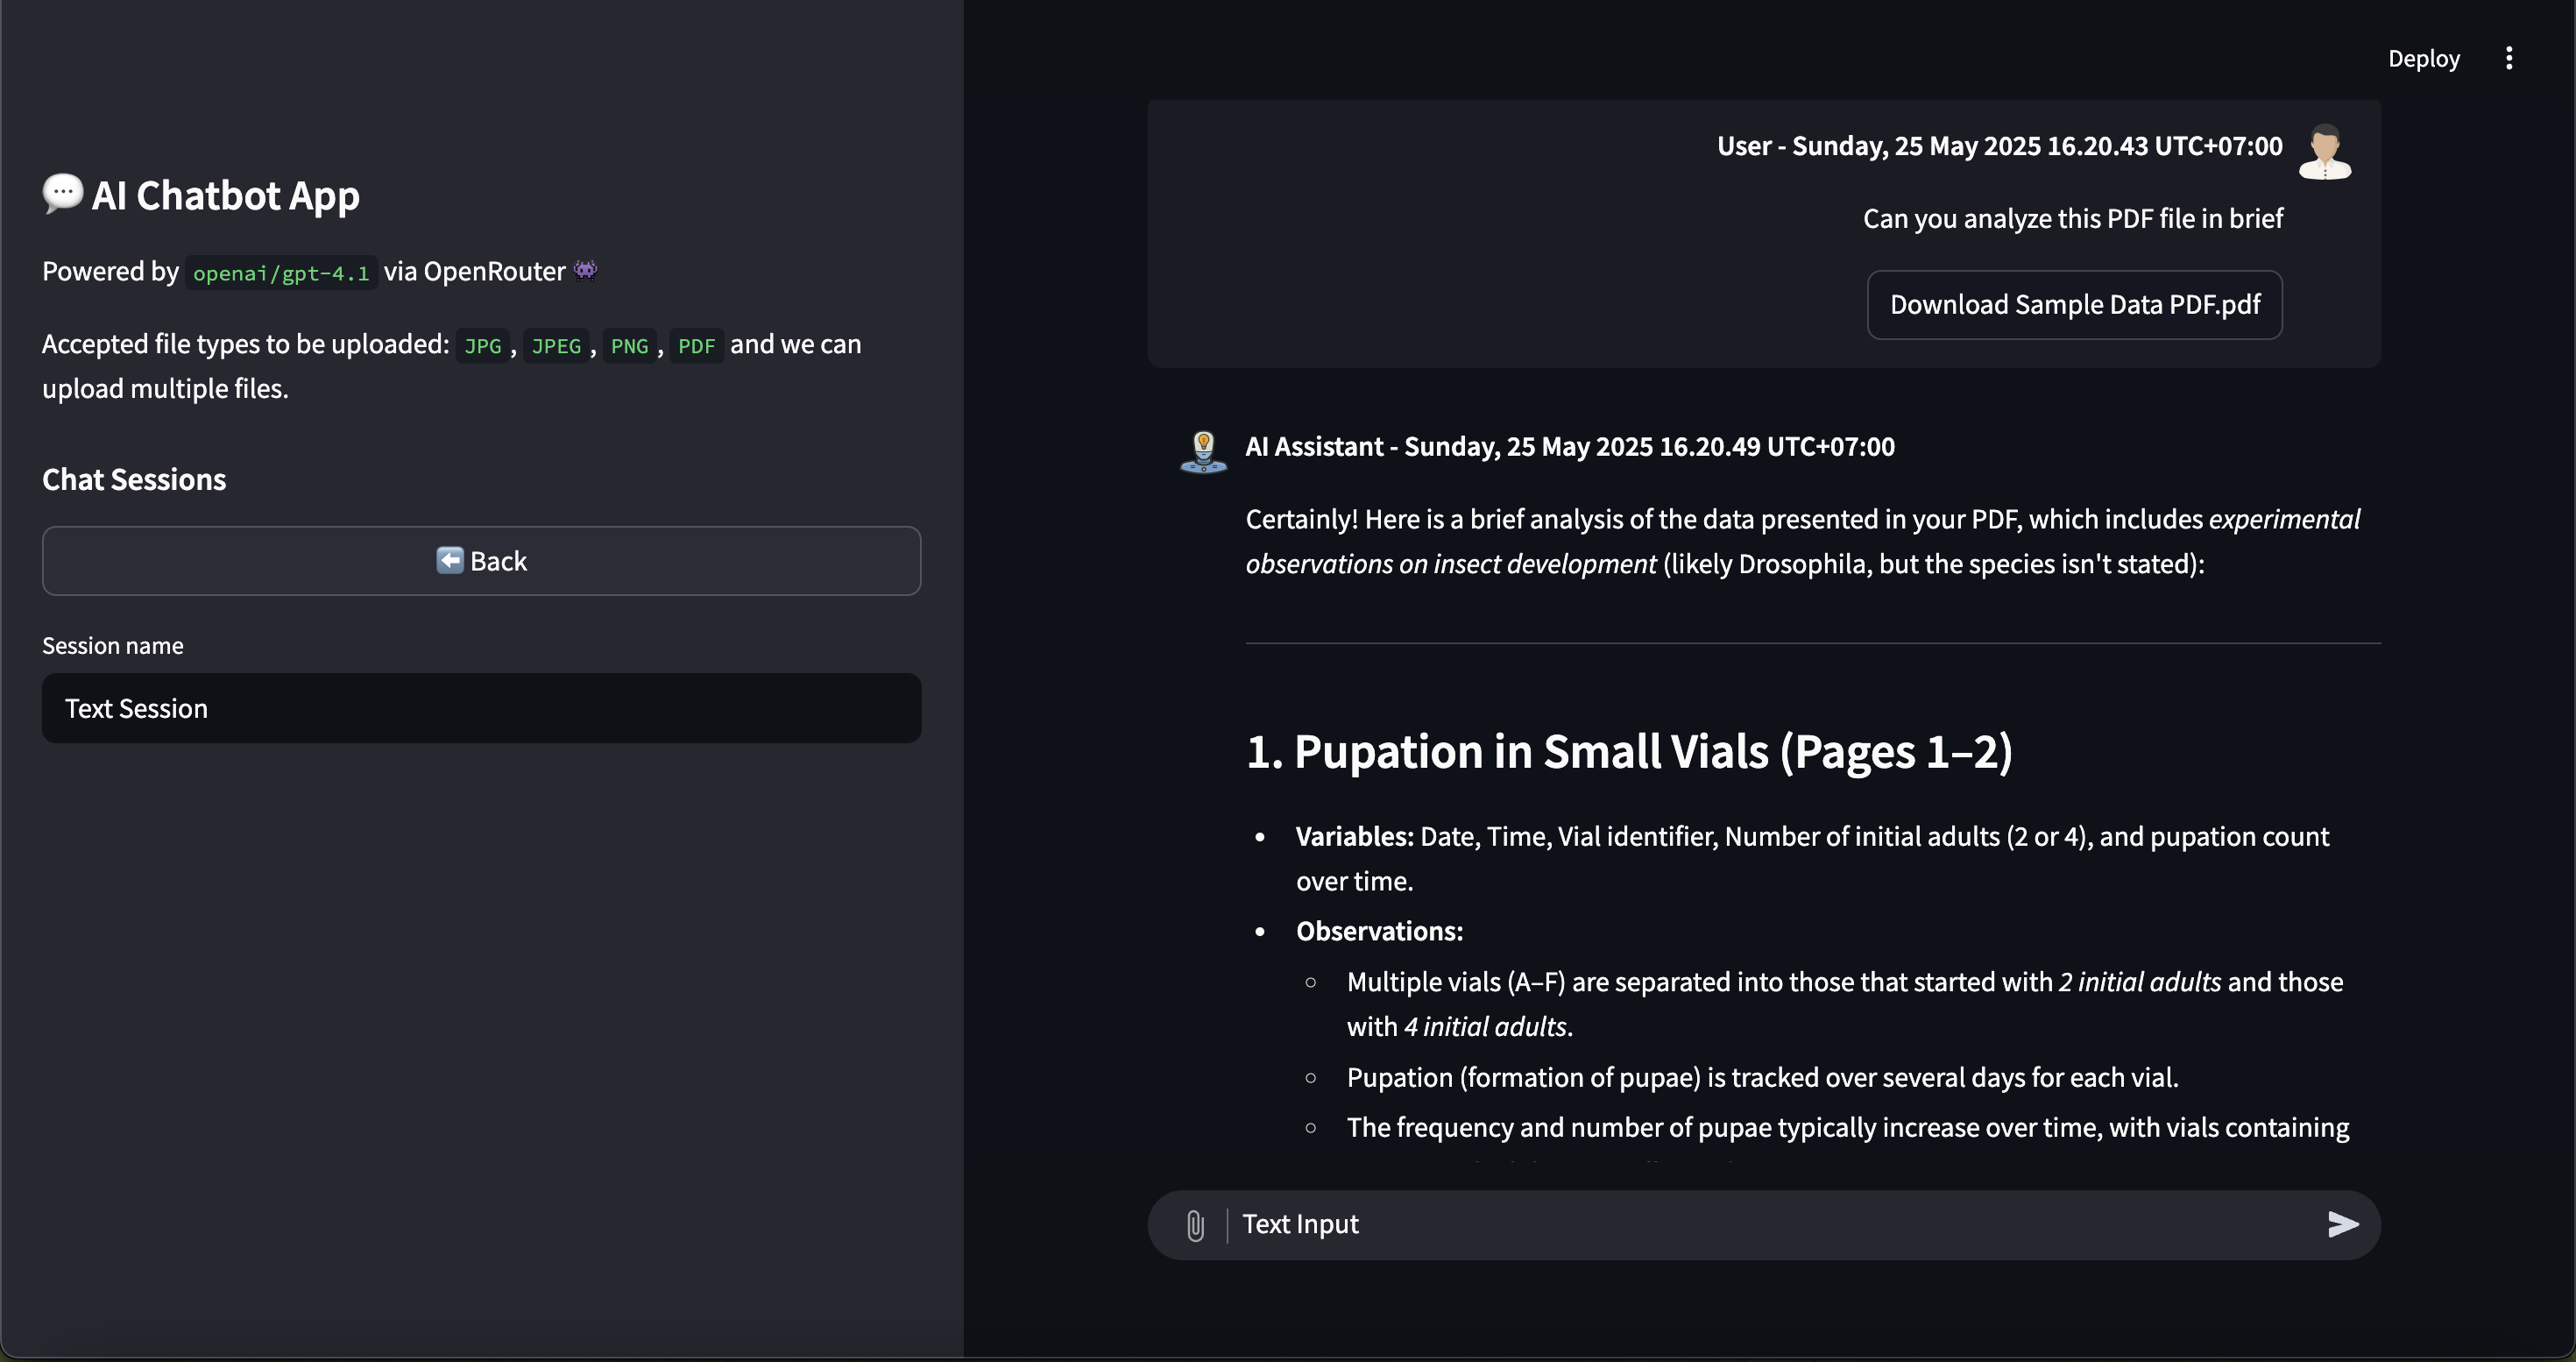 💬 AI Chatbot App
Powered by openai/gpt-4.1 via OpenRouter 👾
Accepted file types to be uploaded: JPG, JPEG, PNG, PDF and we can
upload multiple files.
Chat Sessions
⬅️ Back
Session name
Text Session
Deploy
User - Sunday, 25 May 2025 16.20.43 UTC+07:00
Can you analyze this PDF file in brief
Download Sample Data PDF.pdf
AI Assistant - Sunday, 25 May 2025 16.20.49 UTC+07:00
Certainly! Here is a brief analysis of the data presented in your PDF, which includes experimental
observations on insect development (likely Drosophila, but the species isn't stated):
1. Pupation in Small Vials (Pages 1–2)
• Variables: Date, Time, Vial identifier, Number of initial adults (2 or 4), and pupation count
over time.
• Observations:
◦ Multiple vials (A–F) are separated into those that started with 2 initial adults and those
with 4 initial adults.
◦ Pupation (formation of pupae) is tracked over several days for each vial.
◦ The frequency and number of pupae typically increase over time, with vials containing
Text Input